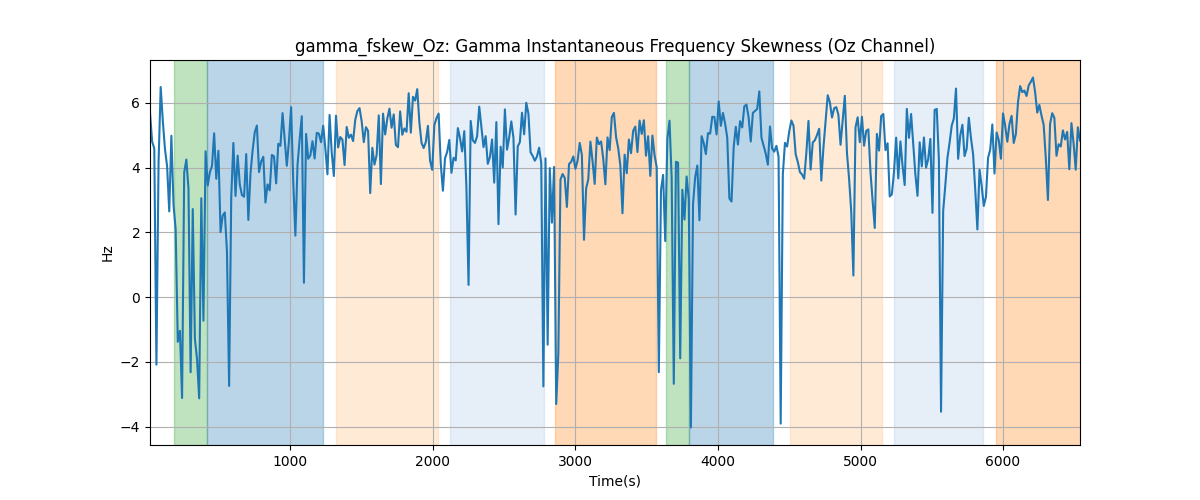 gamma_fskew_Oz: Gamma Instantaneous Frequency Skewness (Oz Channel)
6
4
2
0
−2
−4
Hz
1000 2000 3000 4000 5000 6000
Time(s)